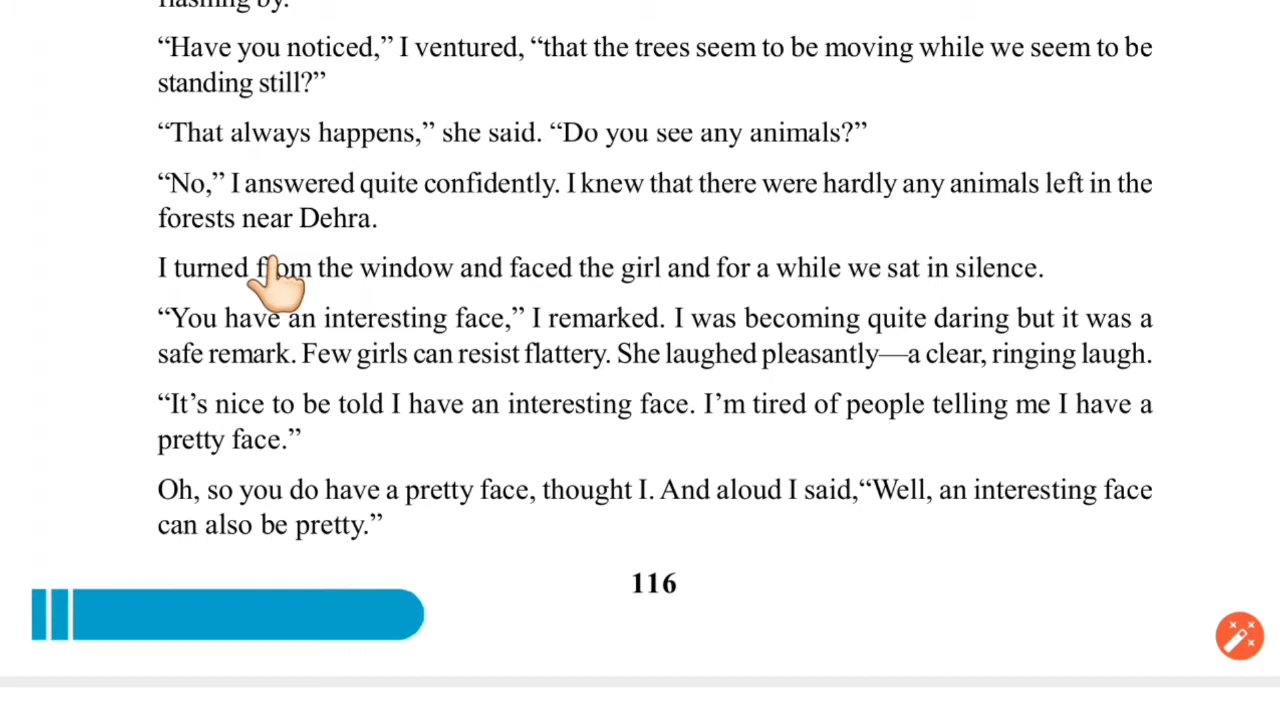 flashing by.
“Have you noticed,” I ventured, “that the trees seem to be moving while we seem to be
standing still?”
“That always happens,” she said. “Do you see any animals?”
“No,” I answered quite confidently. I knew that there were hardly any animals left in the
forests near Dehra.
I turned from the window and faced the girl and for a while we sat in silence.
“You have an interesting face,” I remarked. I was becoming quite daring but it was a
safe remark. Few girls can resist flattery. She laughed pleasantly—a clear, ringing laugh.
“It’s nice to be told I have an interesting face. I’m tired of people telling me I have a
pretty face.”
Oh, so you do have a pretty face, thought I. And aloud I said,“Well, an interesting face
can also be pretty.”
116